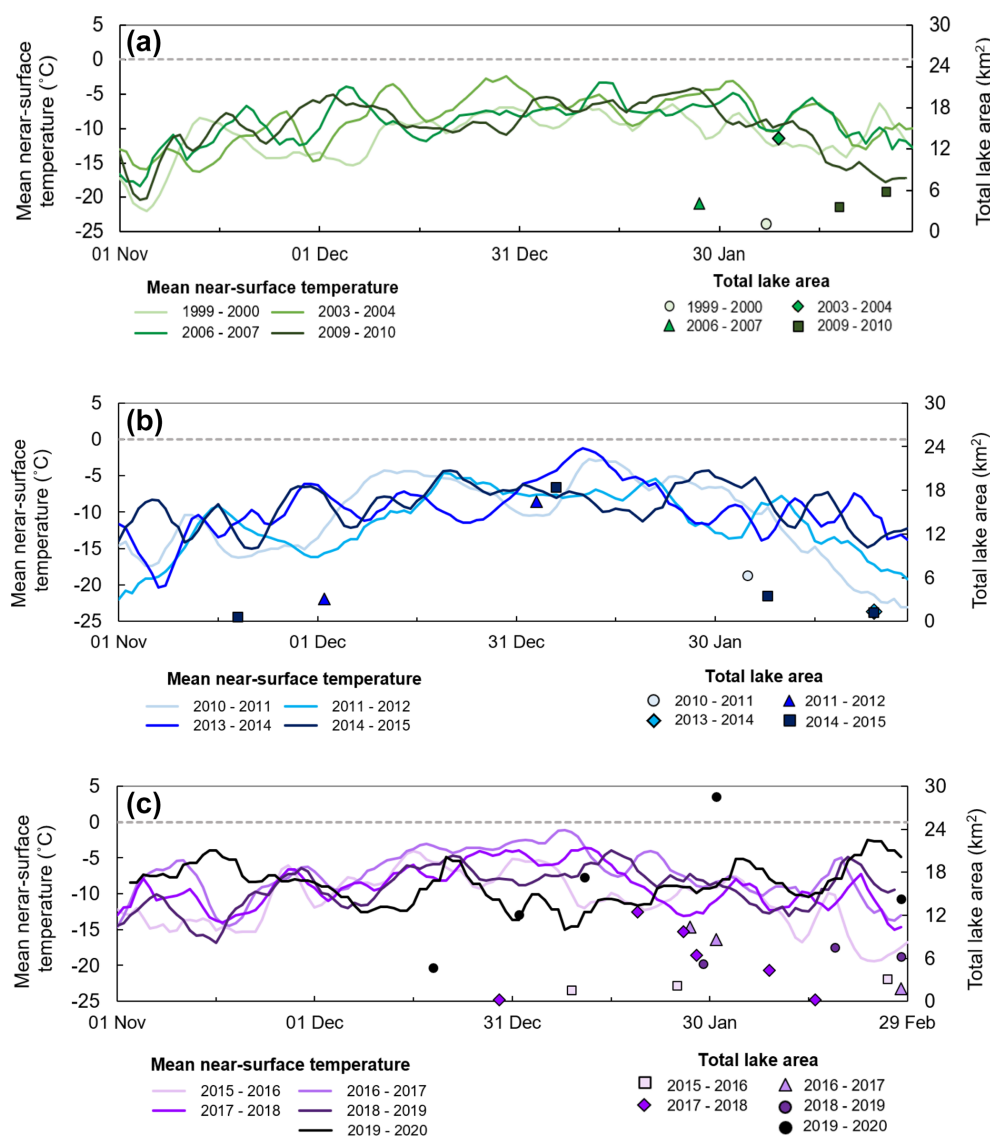 (a)
Mean nerar-surface
temperature (˚C)
5
0
-5
-10
-15
-20
-25
30
24
18
12
6
0
Total lake area (km²)
01 Nov 01 Dec 31 Dec 30 Jan
Mean near-surface temperature
1999 - 2000 2003 - 2004
2006 - 2007 2009 - 2010
Total lake area
1999 - 2000 2003 - 2004
2006 - 2007 2009 - 2010
(b)
Mean nerar-surface
temperature (˚C)
5
0
-5
-10
-15
-20
-25
30
24
18
12
6
0
Total lake area (km²)
01 Nov 01 Dec 31 Dec 30 Jan
Mean near-surface temperature
2010 - 2011 2011 - 2012
2013 - 2014 2014 - 2015
Total lake area
2010 - 2011 2011 - 2012
2013 - 2014 2014 - 2015
(c)
Mean nerar-surface
temperature (˚C)
5
0
-5
-10
-15
-20
-25
30
24
18
12
6
0
Total lake area (km²)
01 Nov 01 Dec 31 Dec 30 Jan 29 Feb
Mean near-surface temperature
2015 - 2016 2016 - 2017
2017 - 2018 2018 - 2019
2019 - 2020
Total lake area
2015 - 2016 2016 - 2017
2017 - 2018 2018 - 2019
2019 - 2020